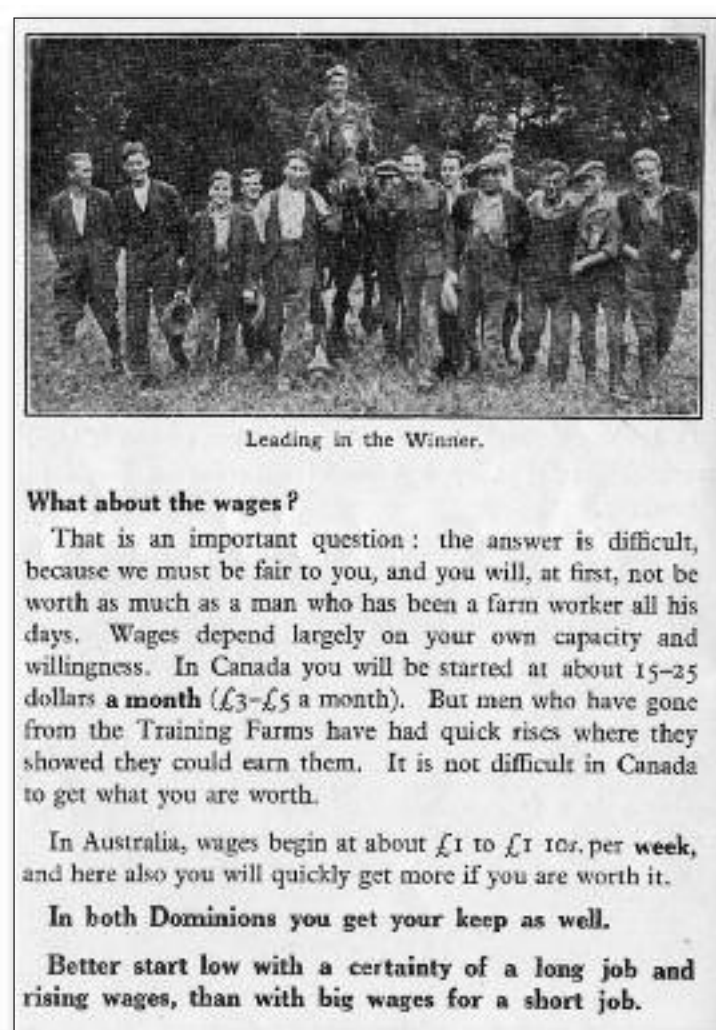 Leading in the Winner.
What about the wages?
That is an important question : the answer is difficult,
because we must be fair to you, and you will, at first, not be
worth as much as a man who has been a farm worker all his
days. Wages depend largely on your own capacity and
willingness. In Canada you will be started at about 15–25
dollars a month (£3–£5 a month). But men who have gone
from the Training Farms have had quick rises where they
showed they could earn them. It is not difficult in Canada
to get what you are worth.
In Australia, wages begin at about £1 to £1 10s. per week,
and here also you will quickly get more if you are worth it.
In both Dominions you get your keep as well.
Better start low with a certainty of a long job and
rising wages, than with big wages for a short job.